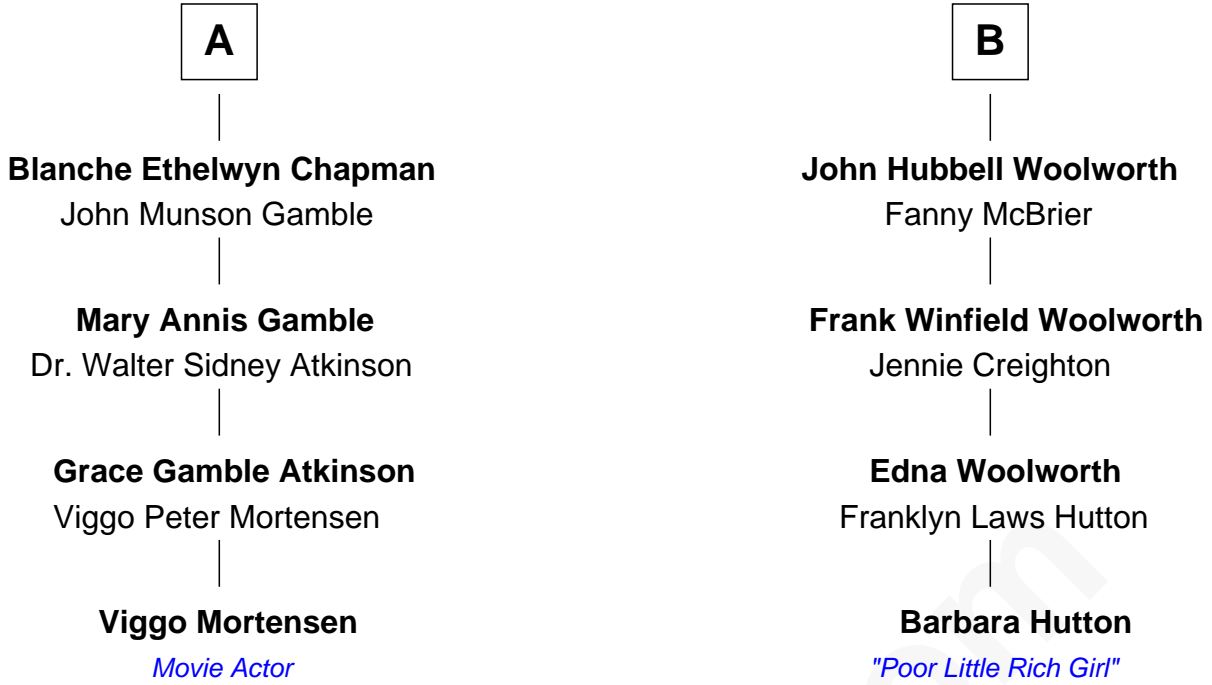 A
Blanche Ethelwyn Chapman
John Munson Gamble
Mary Annis Gamble
Dr. Walter Sidney Atkinson
Grace Gamble Atkinson
Viggo Peter Mortensen
Viggo Mortensen
Movie Actor
B
John Hubbell Woolworth
Fanny McBrier
Frank Winfield Woolworth
Jennie Creighton
Edna Woolworth
Franklyn Laws Hutton
Barbara Hutton
"Poor Little Rich Girl"